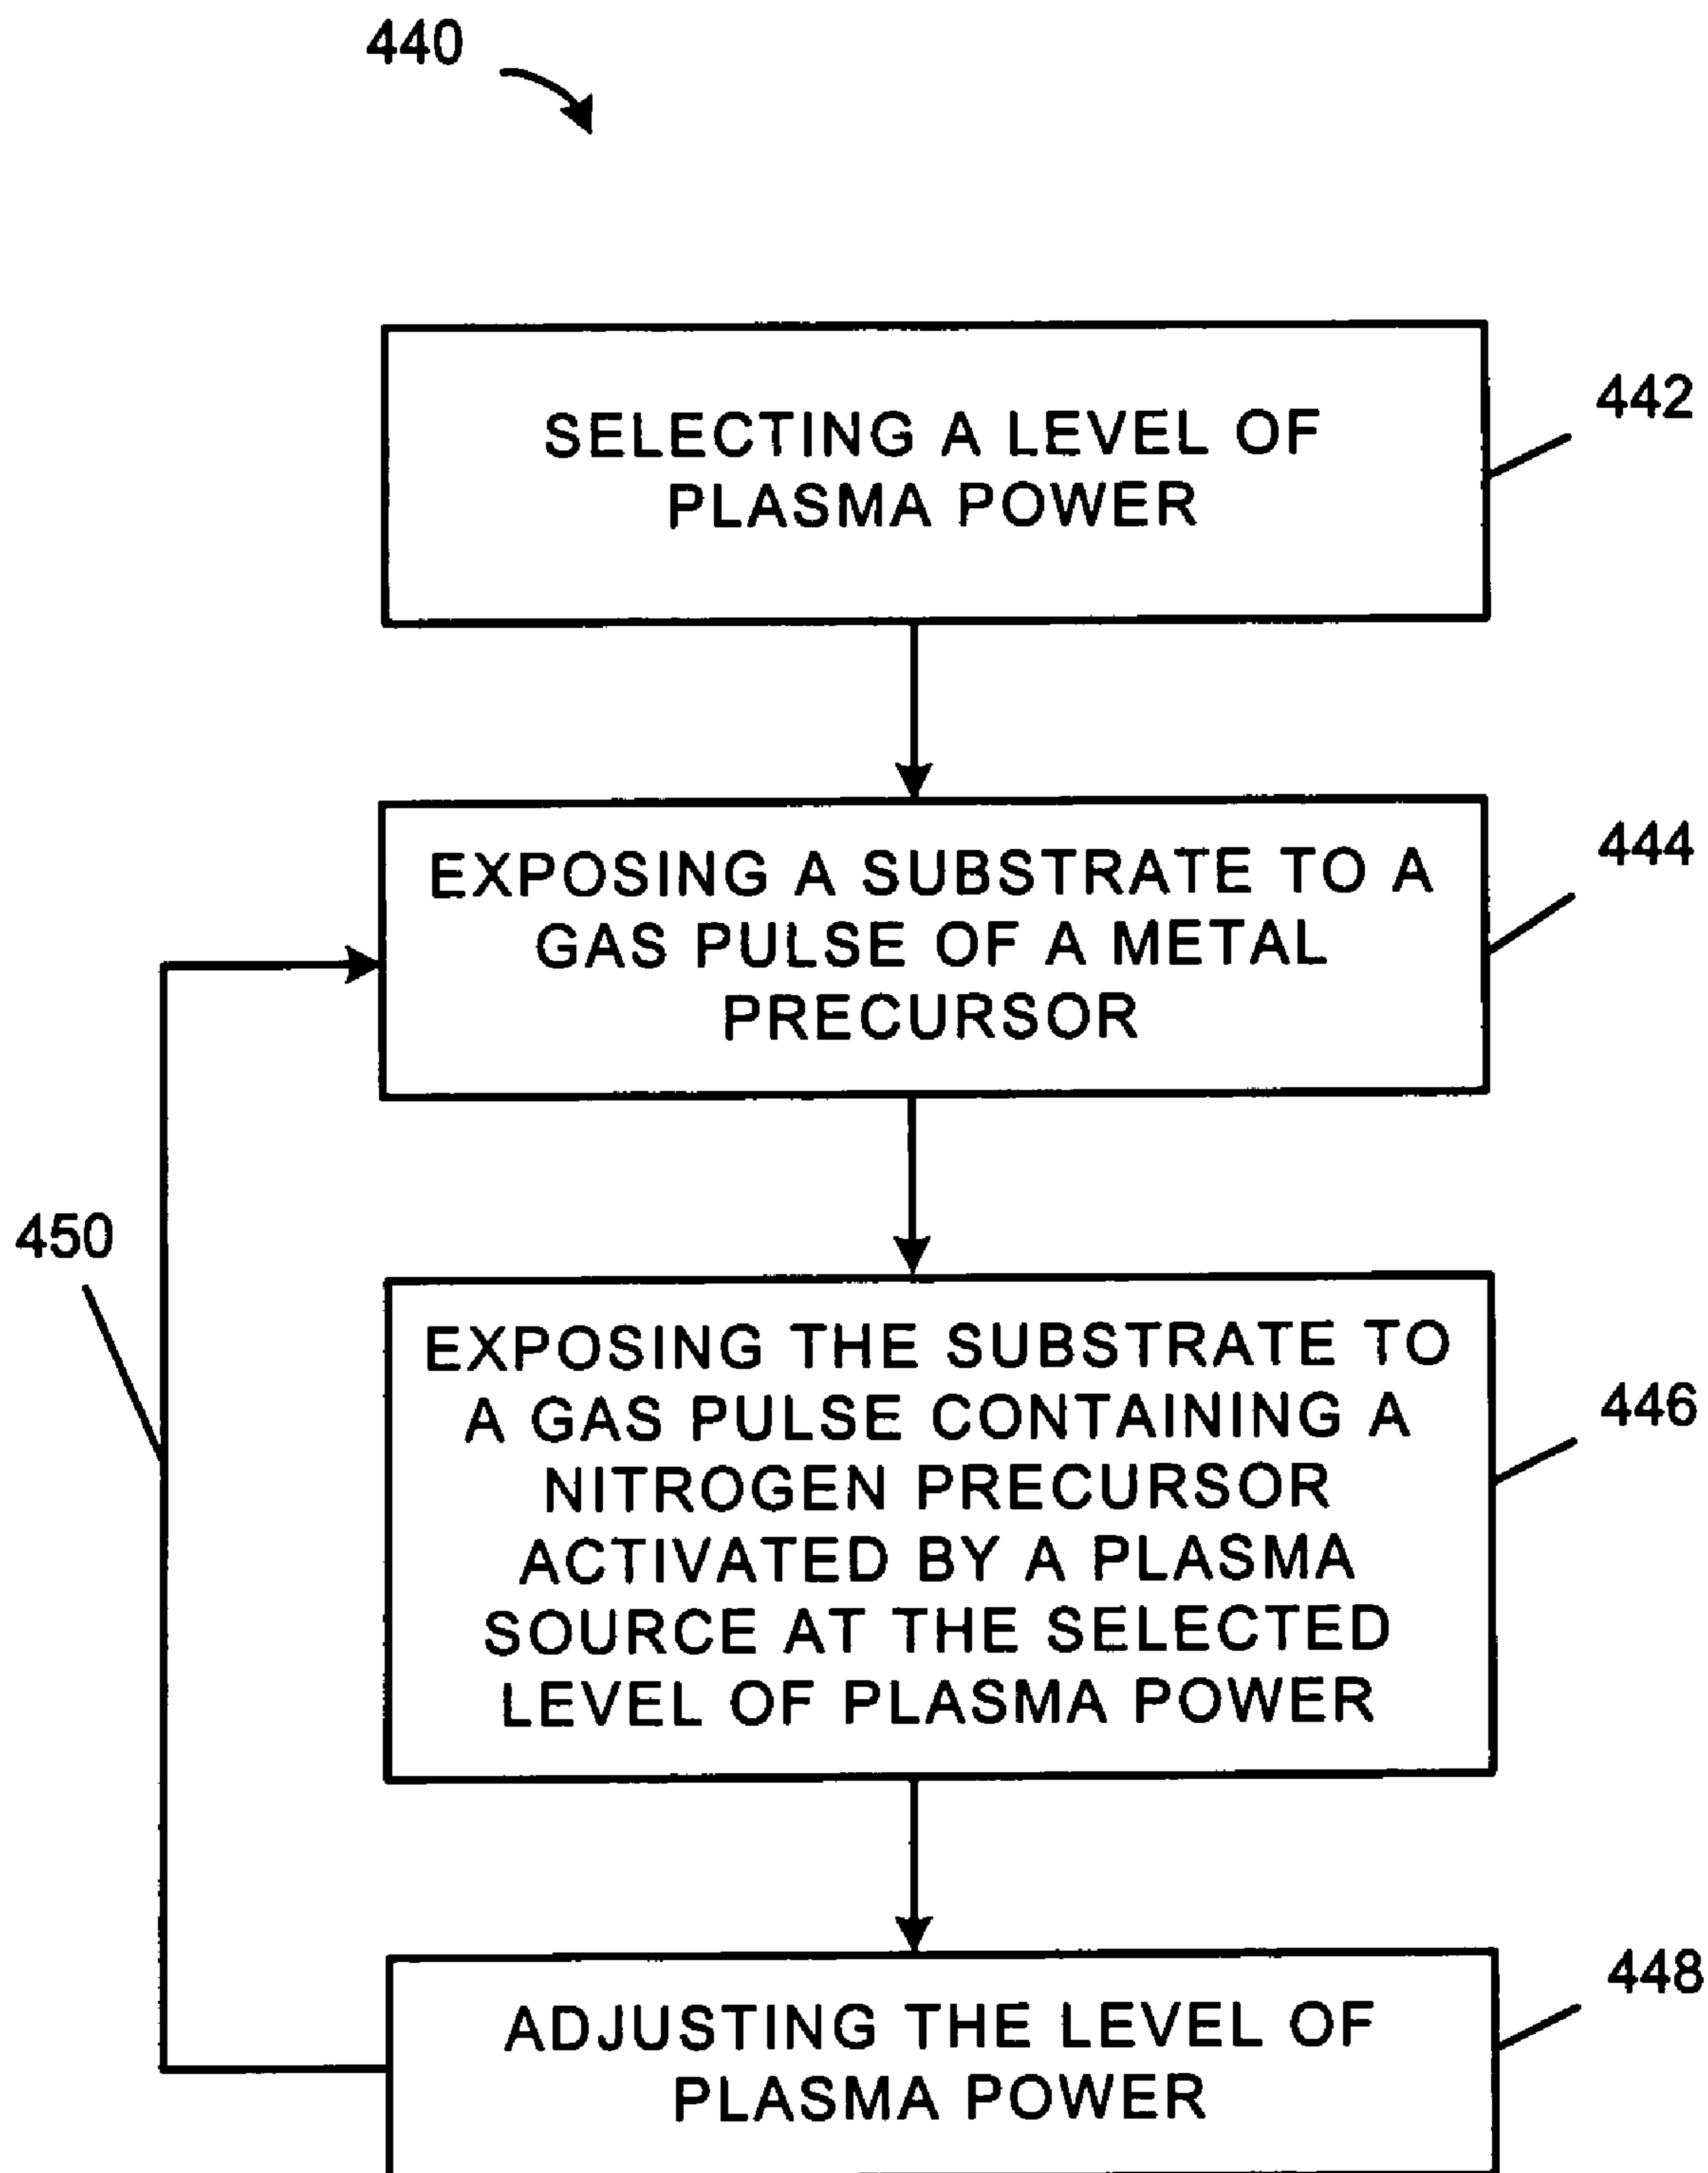 440
SELECTING A LEVEL OF
PLASMA POWER
442
EXPOSING A SUBSTRATE TO A
GAS PULSE OF A METAL
PRECURSOR
444
450
EXPOSING THE SUBSTRATE TO
A GAS PULSE CONTAINING A
NITROGEN PRECURSOR
ACTIVATED BY A PLASMA
SOURCE AT THE SELECTED
LEVEL OF PLASMA POWER
446
ADJUSTING THE LEVEL OF
PLASMA POWER
448